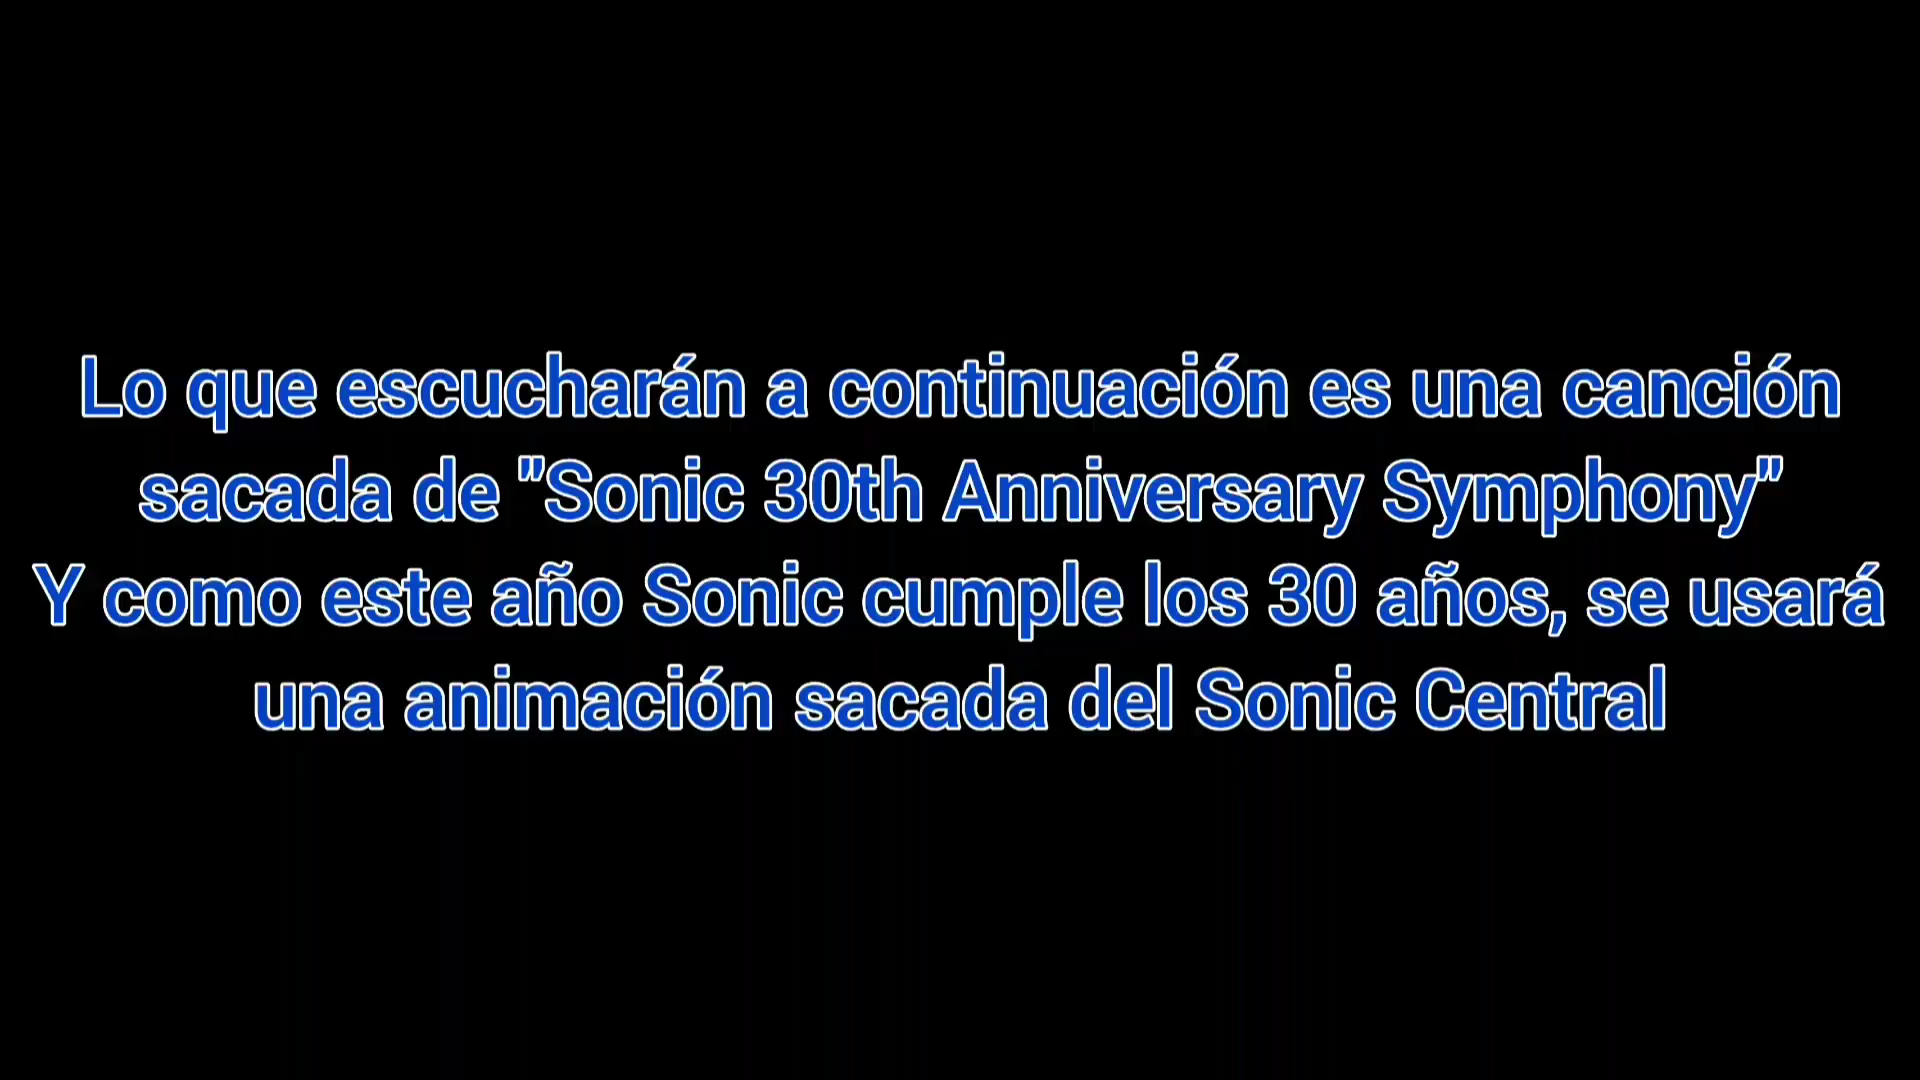 Lo que escucharán a continuación es una canción
sacada de "Sonic 30th Anniversary Symphony"
Y como este año Sonic cumple los 30 años, se usará
una animación sacada del Sonic Central